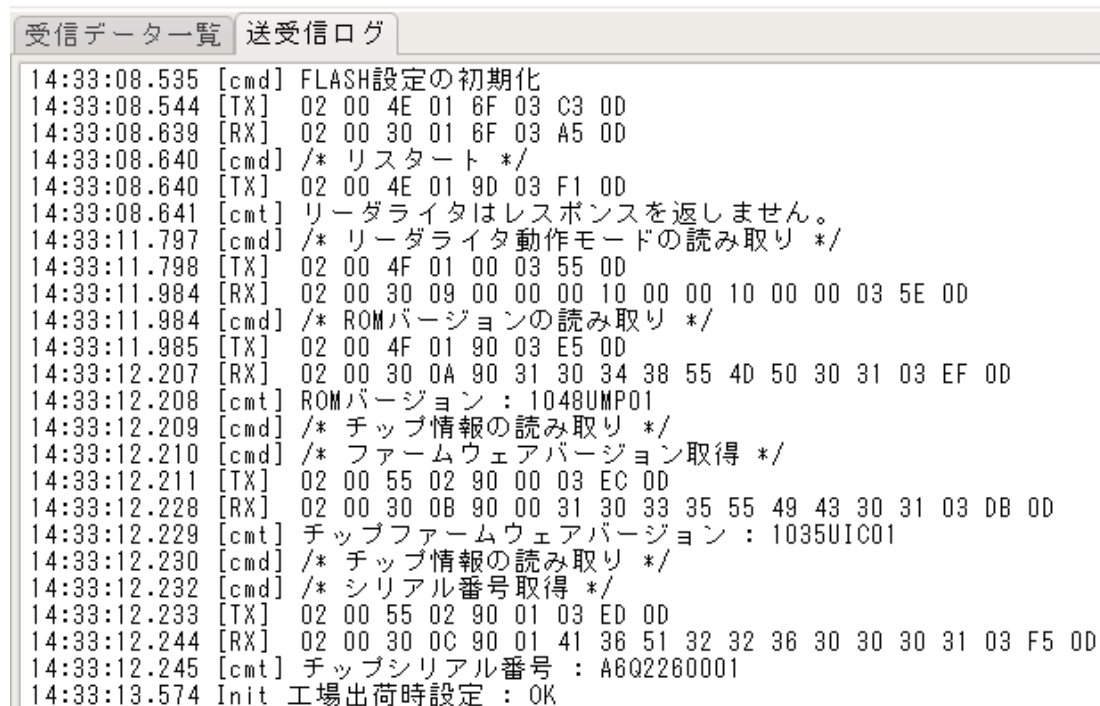 受信データ一覧 送受信ログ
14:33:08.535 [cmd] FLASH設定の初期化
14:33:08.544 [TX] 02 00 4E 01 6F 03 C3 0D
14:33:08.639 [RX] 02 00 30 01 6F 03 A5 0D
14:33:08.640 [cmd] /* リスタート */
14:33:08.640 [TX] 02 00 4E 01 9D 03 F1 0D
14:33:08.641 [cmt] リーダライタはレスポンスを返しません。
14:33:11.797 [cmd] /* リーダライタ動作モードの読み取り */
14:33:11.798 [TX] 02 00 4F 01 00 03 55 0D
14:33:11.984 [RX] 02 00 30 09 00 00 00 10 00 00 10 00 00 03 5E 0D
14:33:11.984 [cmd] /* ROMバージョンの読み取り */
14:33:11.985 [TX] 02 00 4F 01 90 03 E5 0D
14:33:12.207 [RX] 02 00 30 0A 90 31 30 34 38 55 4D 50 30 31 03 EF 0D
14:33:12.208 [cmt] ROMバージョン : 1048UMP01
14:33:12.209 [cmd] /* チップ情報の読み取り */
14:33:12.210 [cmd] /* ファームウェアバージョン取得 */
14:33:12.211 [TX] 02 00 55 02 90 00 03 EC 0D
14:33:12.228 [RX] 02 00 30 0B 90 00 31 30 33 35 55 49 43 30 31 03 DB 0D
14:33:12.229 [cmt] チップファームウェアバージョン : 1035UIC01
14:33:12.230 [cmd] /* チップ情報の読み取り */
14:33:12.232 [cmd] /* シリアル番号取得 */
14:33:12.233 [TX] 02 00 55 02 90 01 03 ED 0D
14:33:12.244 [RX] 02 00 30 0C 90 01 41 36 51 32 32 36 30 30 30 31 03 F5 0D
14:33:12.245 [cmt] チップシリアル番号 : A6Q2260001
14:33:13.574 Init 工場出荷時設定 : OK